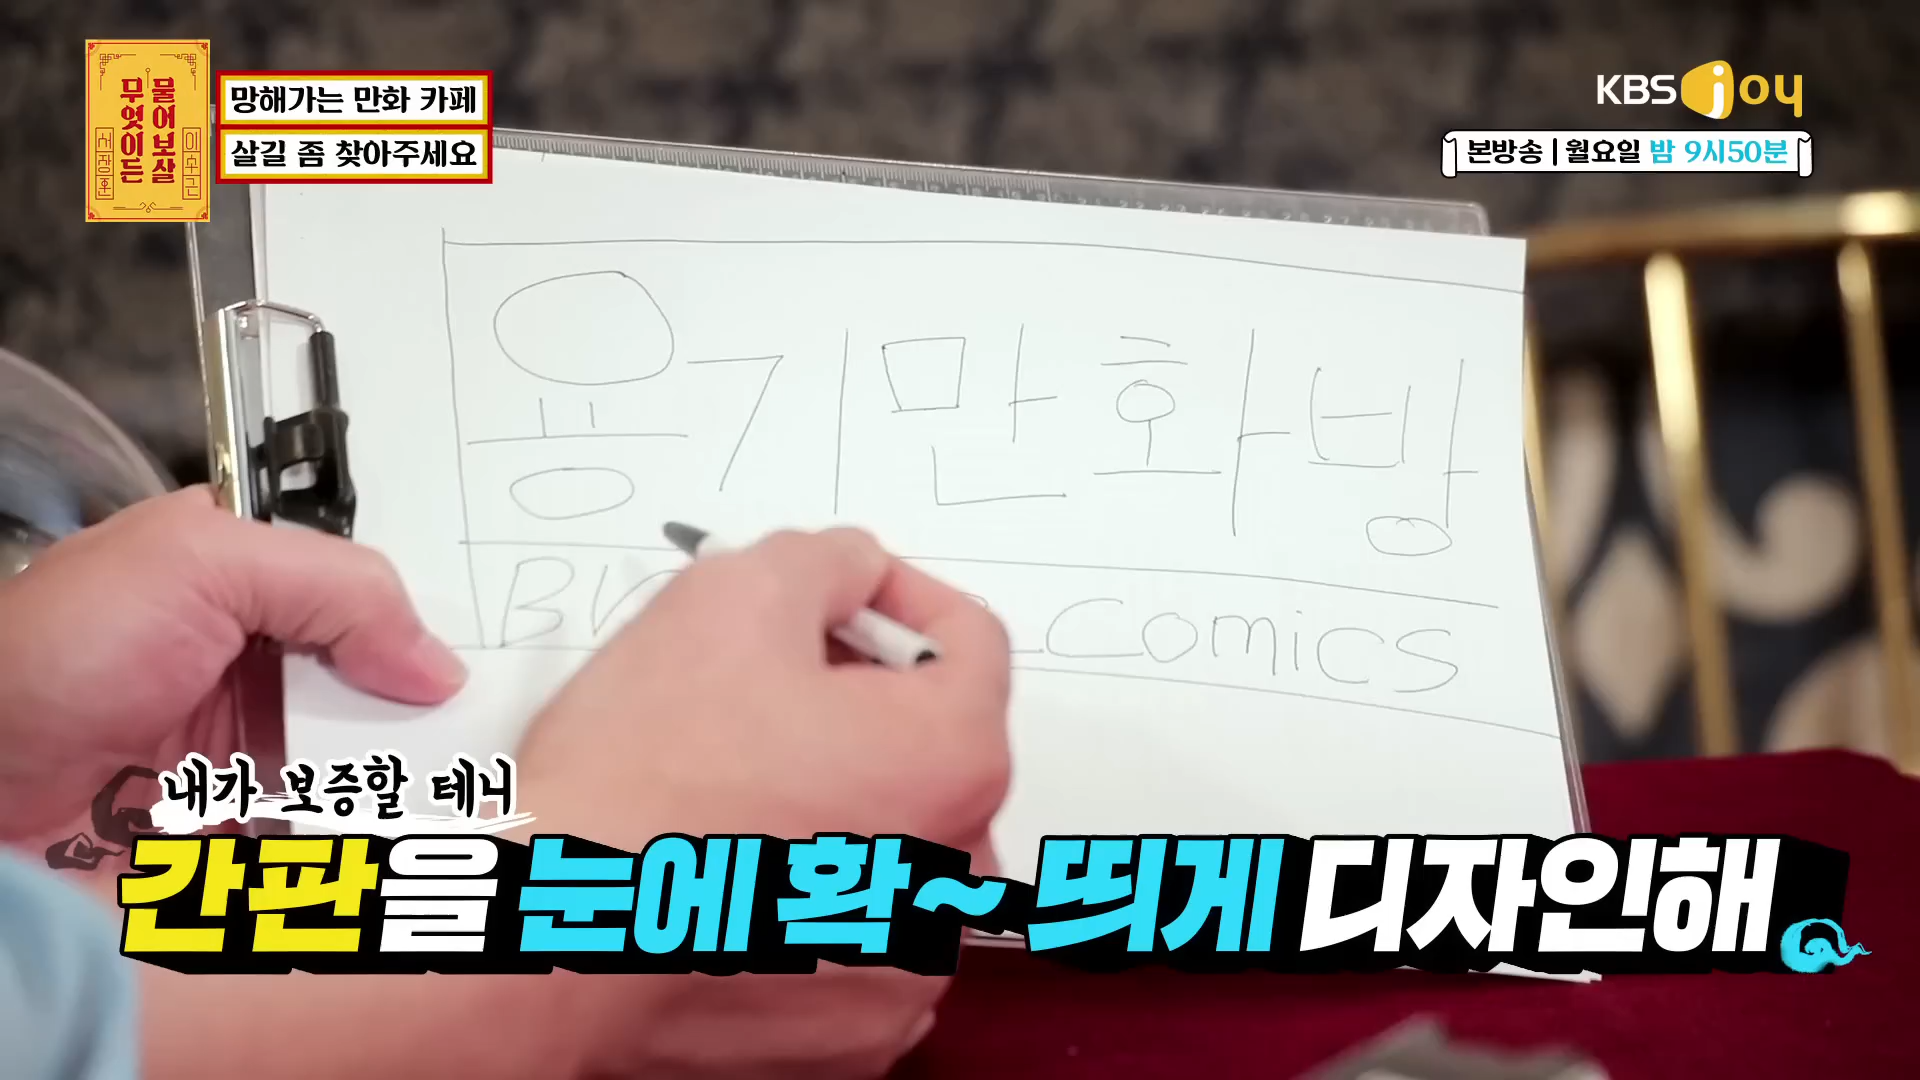 무엇이든
물어보살
서장훈
이수근
망해가는 만화 카페
살길 좀 찾아주세요
KBS joy
본방송 | 월요일 밤 9시50분
용기만화방
Comics
내가 보증할 테니
간판을 눈에 확~ 띄게 디자인해